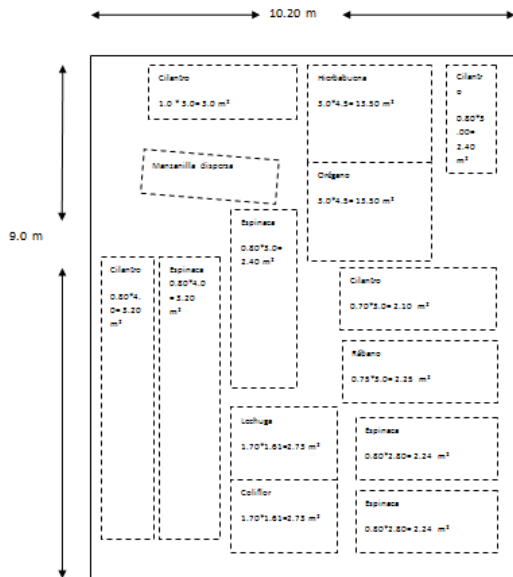 10.20 m
9.0 m
Cilantro
1.0 * 3.0= 3.0 m²
Hierbabuena
3.0*4.5= 13.50 m²
Cilantr
o
0.80*3
.00=
2.40
m²
Manzanilla dispersa
Orégano
3.0*4.5= 13.50 m²
Espinaca
0.80*3.0=
2.40 m²
Cilantro
0.80*4.
0= 3.20
m²
Espinaca
0.80*4.0
= 3.20
m²
Cilantro
0.70*3.0= 2.10 m²
Rábano
0.75*3.0= 2.25 m²
Lechuga
1.70*1.61=2.73 m²
Espinaca
0.80*2.80= 2.24 m²
Coliflor
1.70*1.61=2.73 m²
Espinaca
0.80*2.80= 2.24 m²